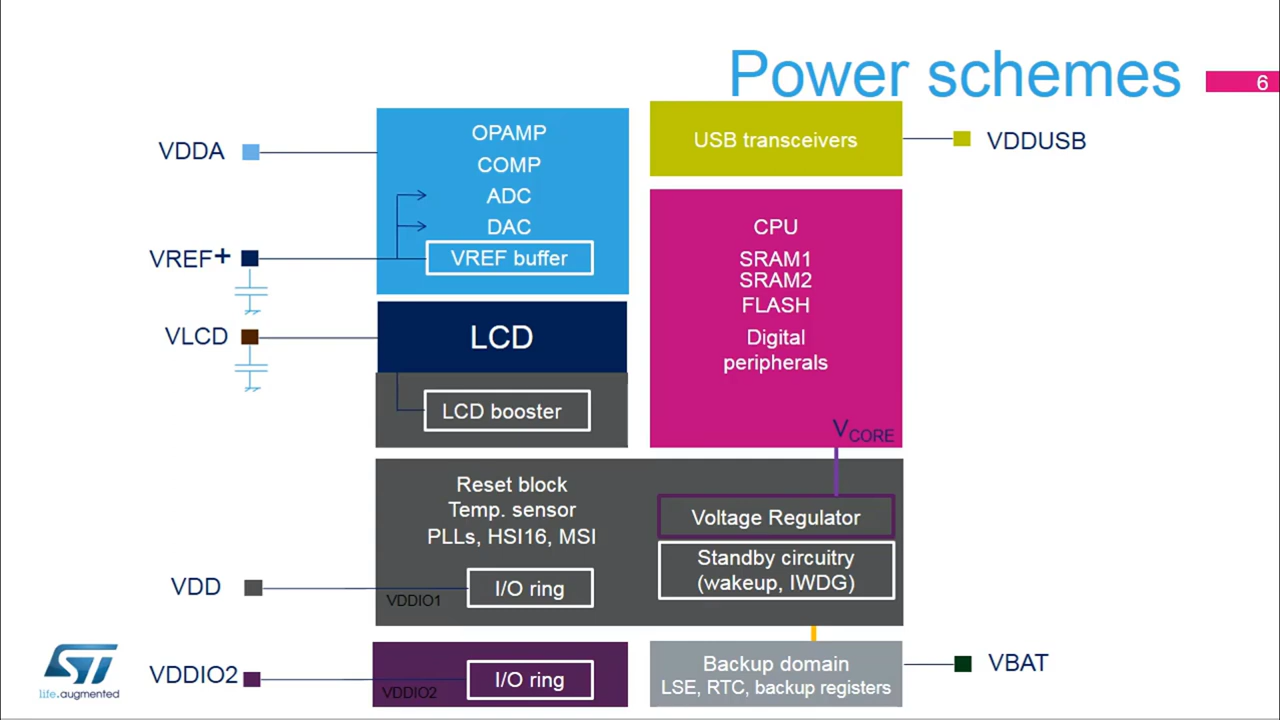 Power schemes
6
VDDA
OPAMP
COMP
ADC
DAC
VREF buffer
VREF+
VLCD
LCD
LCD booster
USB transceivers
VDDUSB
CPU
SRAM1
SRAM2
FLASH
Digital
peripherals
VCORE
Reset block
Temp. sensor
PLLs, HSI16, MSI
Voltage Regulator
Standby circuitry
(wakeup, IWDG)
VDD
VDDIO1
I/O ring
VDDIO2
VDDIO2
I/O ring
Backup domain
LSE, RTC, backup registers
VBAT
ST
life.augmented